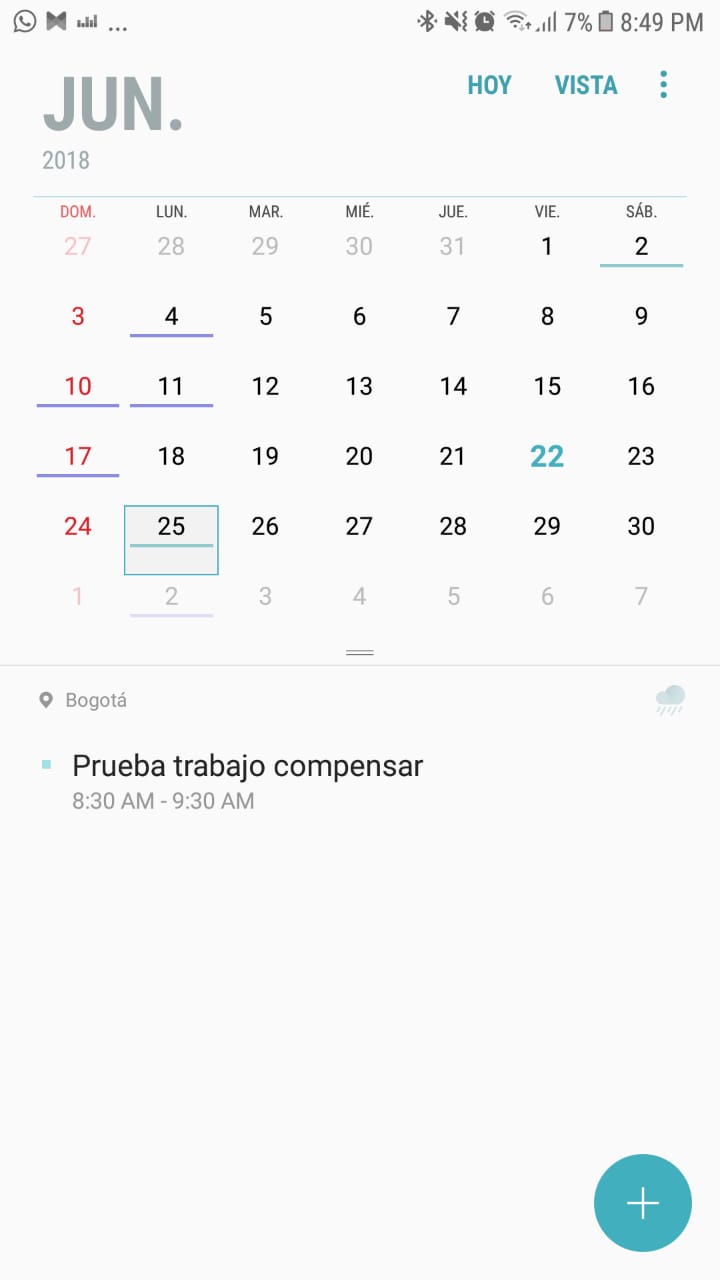 ... 7% 8:49 PM
JUN. HOY VISTA
2018
DOM. LUN. MAR. MIÉ. JUE. VIE. SÁB.
27 28 29 30 31 1 2
3 4 5 6 7 8 9
10 11 12 13 14 15 16
17 18 19 20 21 22 23
24 25 26 27 28 29 30
1 2 3 4 5 6 7
Bogotá
Prueba trabajo compensar
8:30 AM - 9:30 AM